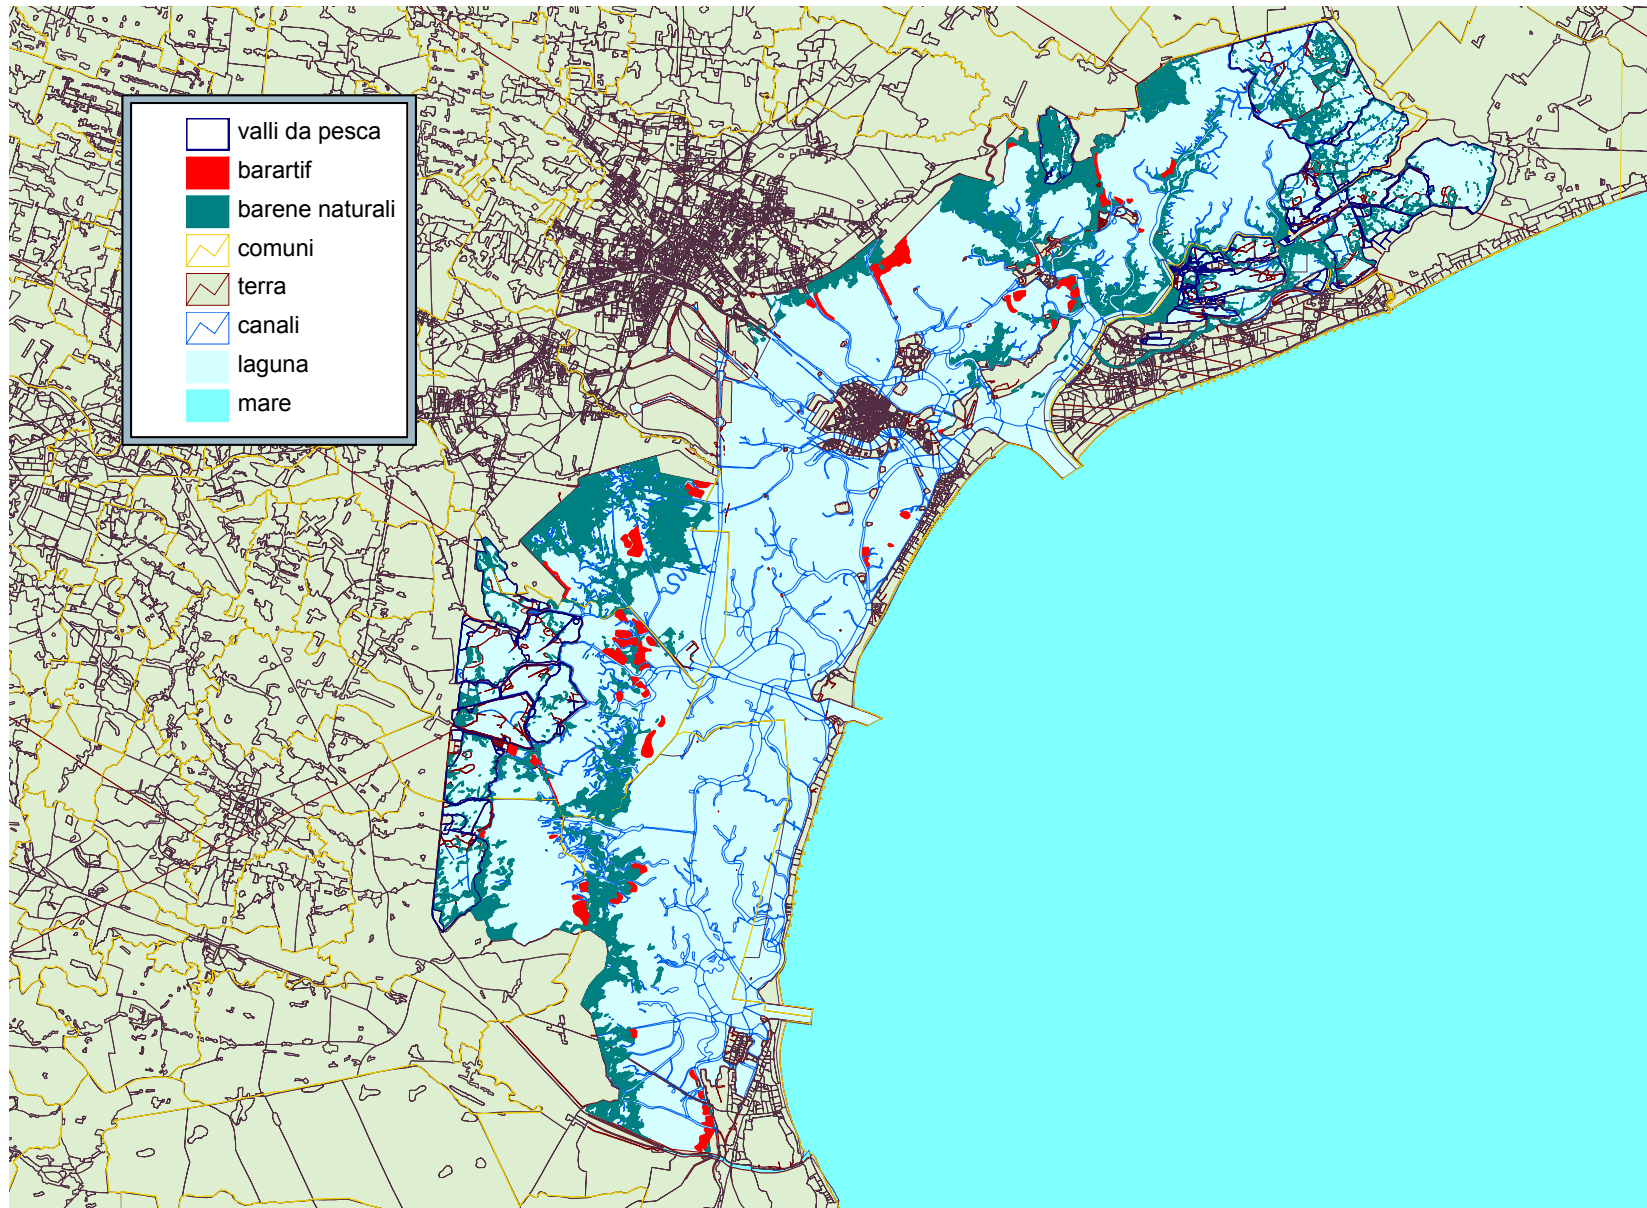 valli da pesca
barartif
barene naturali
comuni
terra
canali
laguna
mare